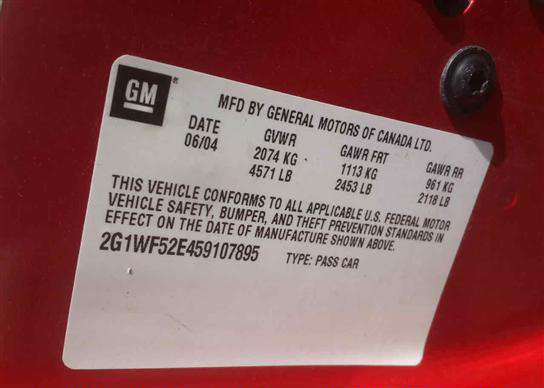 GM
MFD BY GENERAL MOTORS OF CANADA LTD.
DATE GVWR GAWR FRT GAWR RR
06/04 2074 KG 1113 KG 961 KG
4571 LB 2453 LB 2118 LB
THIS VEHICLE CONFORMS TO ALL APPLICABLE U.S. FEDERAL MOTOR
VEHICLE SAFETY, BUMPER, AND THEFT PREVENTION STANDARDS IN
EFFECT ON THE DATE OF MANUFACTURE SHOWN ABOVE.
2G1WF52E459107895 TYPE: PASS CAR